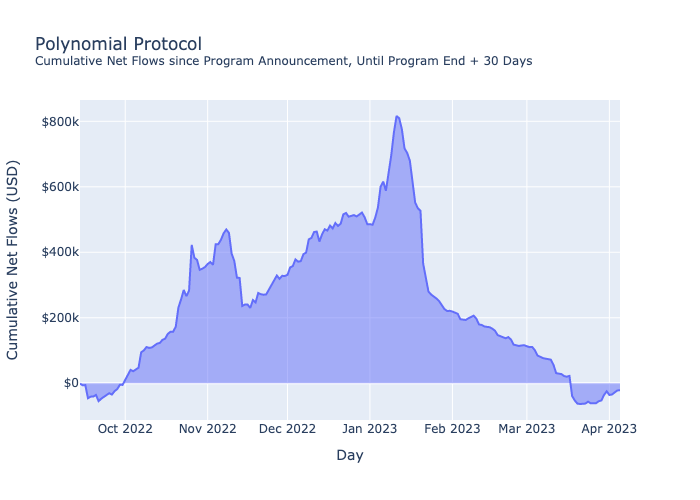 Polynomial Protocol
Cumulative Net Flows since Program Announcement, Until Program End + 30 Days
Cumulative Net Flows (USD)
$800k
$600k
$400k
$200k
$0
Oct 2022 Nov 2022 Dec 2022 Jan 2023 Feb 2023 Mar 2023 Apr 2023
Day